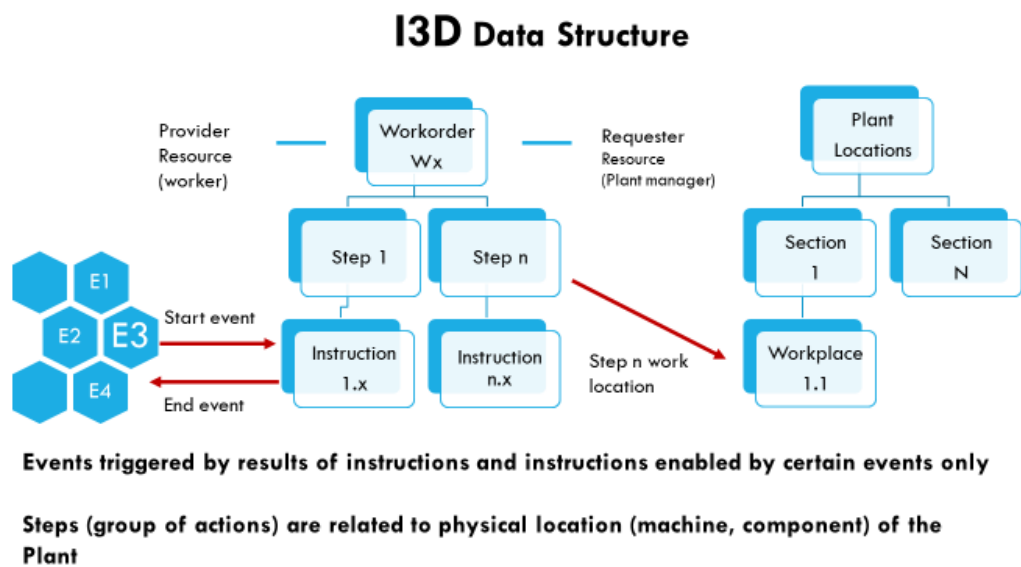 I3D Data Structure
Provider
Resource
(worker)
Workorder
Wx
Requester
Resource
(Plant manager)
Plant
Locations
Step 1
Step n
Section
1
Section
N
E1
E2
E3
E4
Start event
End event
Instruction
1.x
Instruction
n.x
Step n work
location
Workplace
1.1
Events triggered by results of instructions and instructions enabled by certain events only
Steps (group of actions) are related to physical location (machine, component) of the
Plant